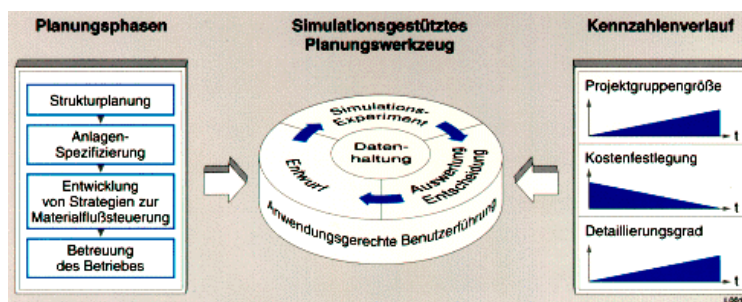 Planungsphasen
Strukturplanung
Anlagen-
Spezifizierung
Entwicklung
von Strategien zur
Materialflußsteuerung
Betreuung
des Betriebes
Simulationsgestütztes
Planungswerkzeug
Simulations-
Experiment
Daten-
haltung
Entwurf
Auswertung
Entscheidung
Anwendungsgerechte Benutzerführung
Kennzahlenverlauf
Projektgruppengröße
t
Kostenfestlegung
t
Detaillierungsgrad
t